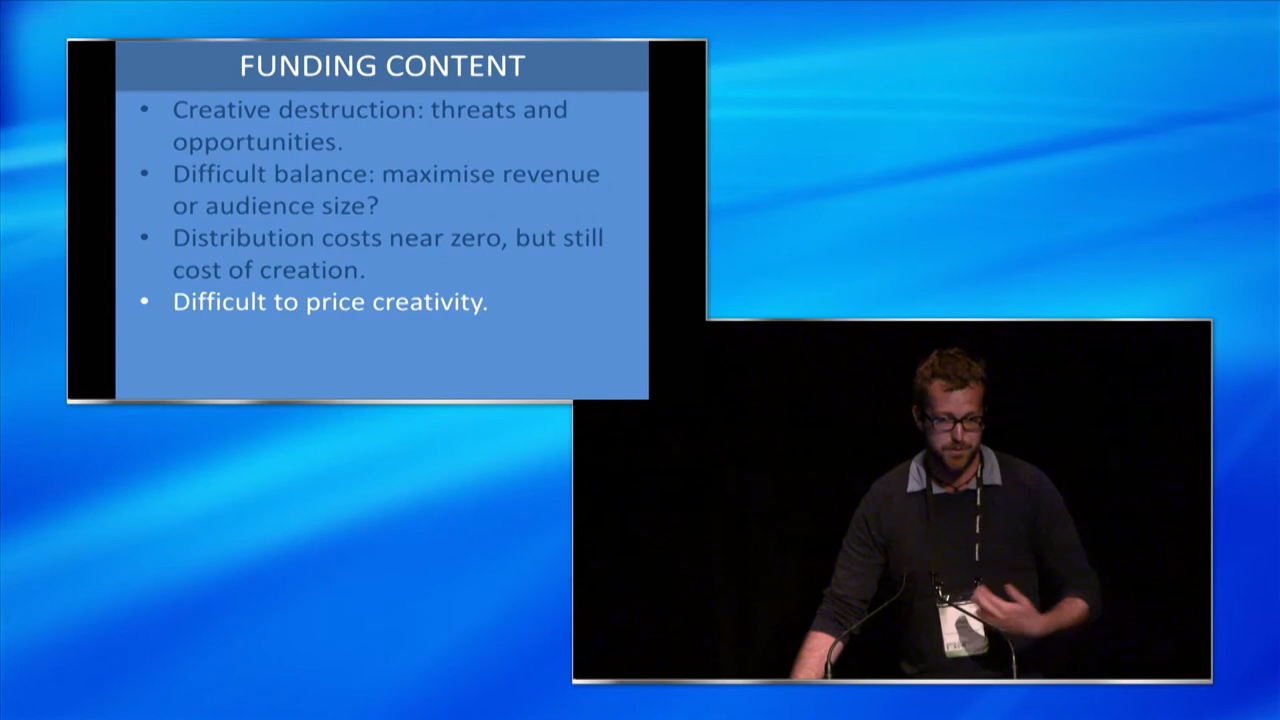 FUNDING CONTENT
• Creative destruction: threats and
opportunities.
• Difficult balance: maximise revenue
or audience size?
• Distribution costs near zero, but still
cost of creation.
• Difficult to price creativity.